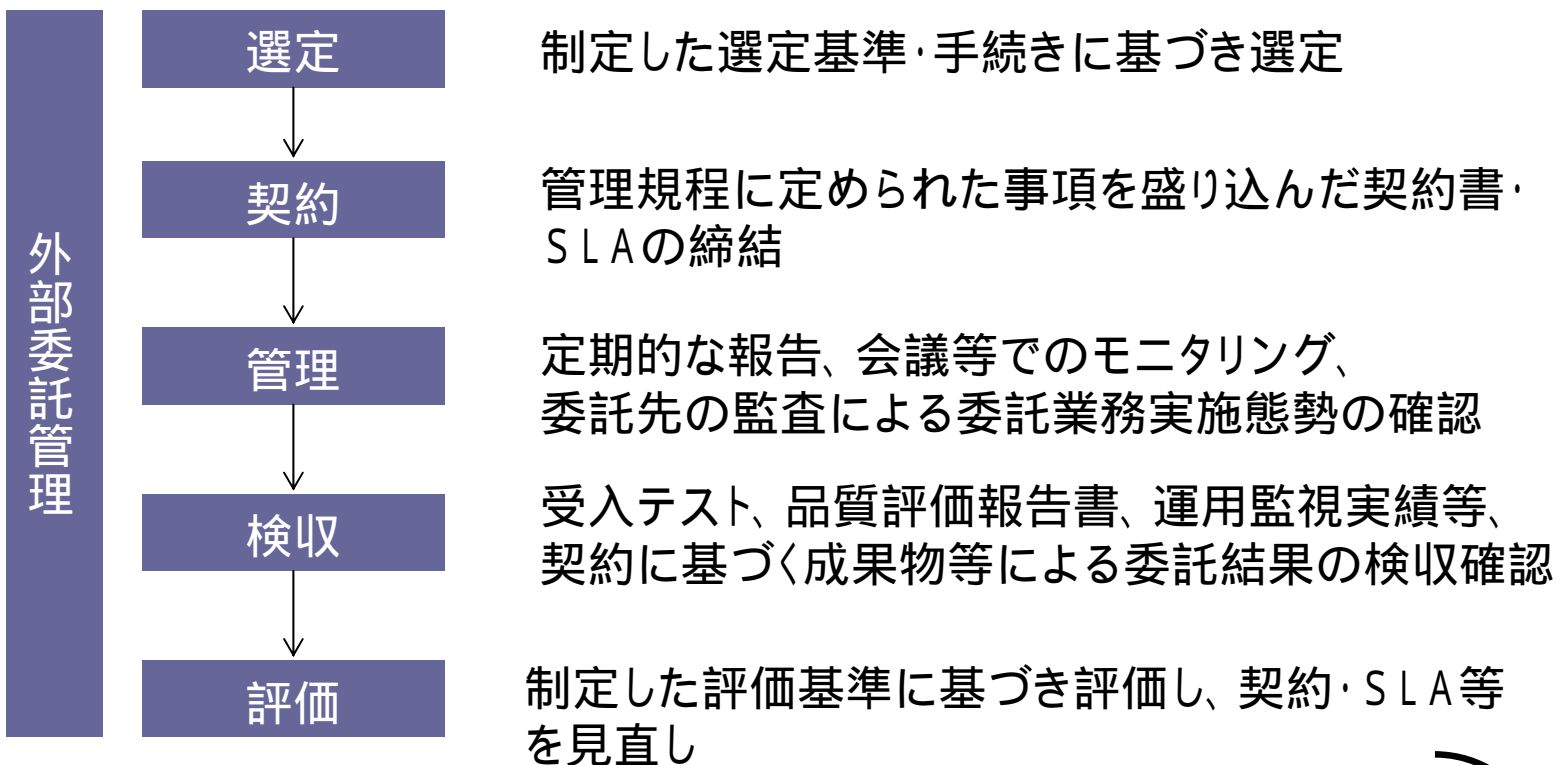 外部委託管理
選定
制定した選定基準・手続きに基づき選定
契約
管理規程に定められた事項を盛り込んだ契約書・
SLAの締結
管理
定期的な報告、会議等でのモニタリング、
委託先の監査による委託業務実施態勢の確認
検収
受入テスト、品質評価報告書、運用監視実績等、
契約に基づく成果物等による委託結果の検収確認
評価
制定した評価基準に基づき評価し、契約・SLA等
を見直し